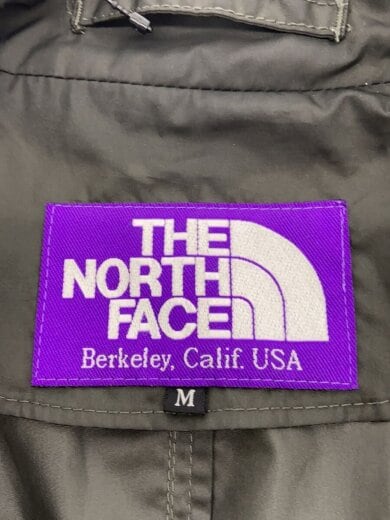 THE
NORTH
FACE
Berkeley, Calif. USA
M